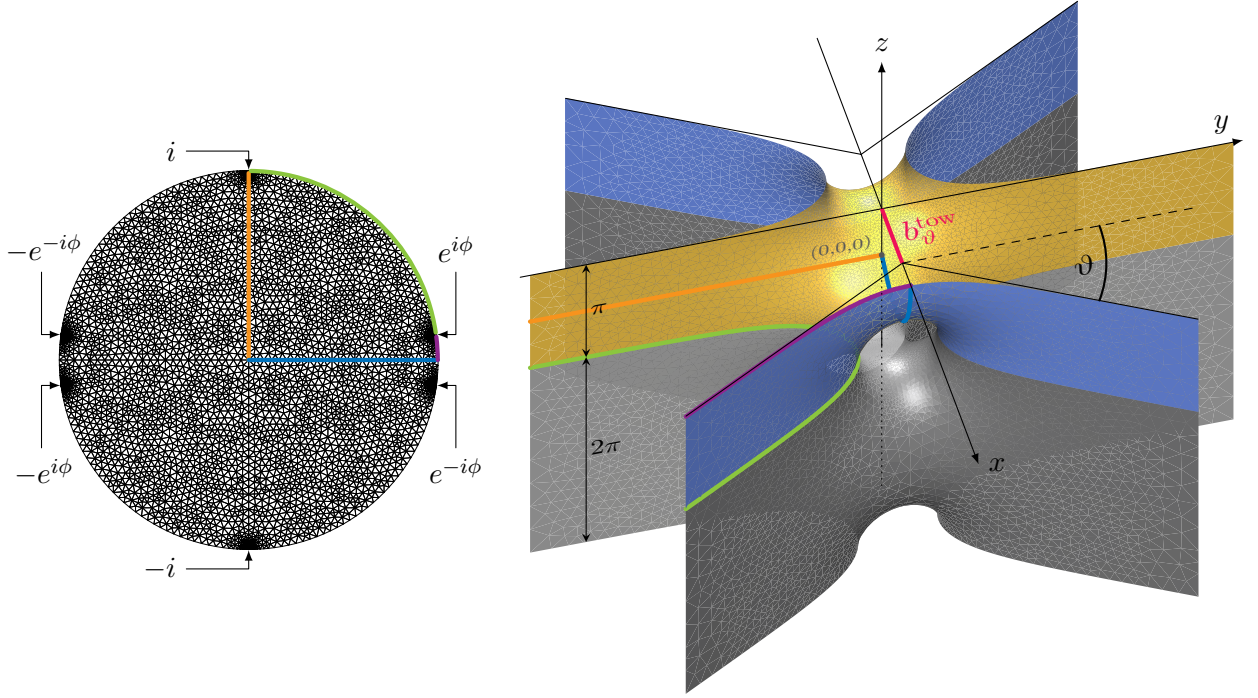 i
−e^{−iϕ}
e^{iϕ}
−e^{iϕ}
e^{−iϕ}
−i
z
y
b_ϑ^{tow}
(0,0,0)
ϑ
π
2π
x